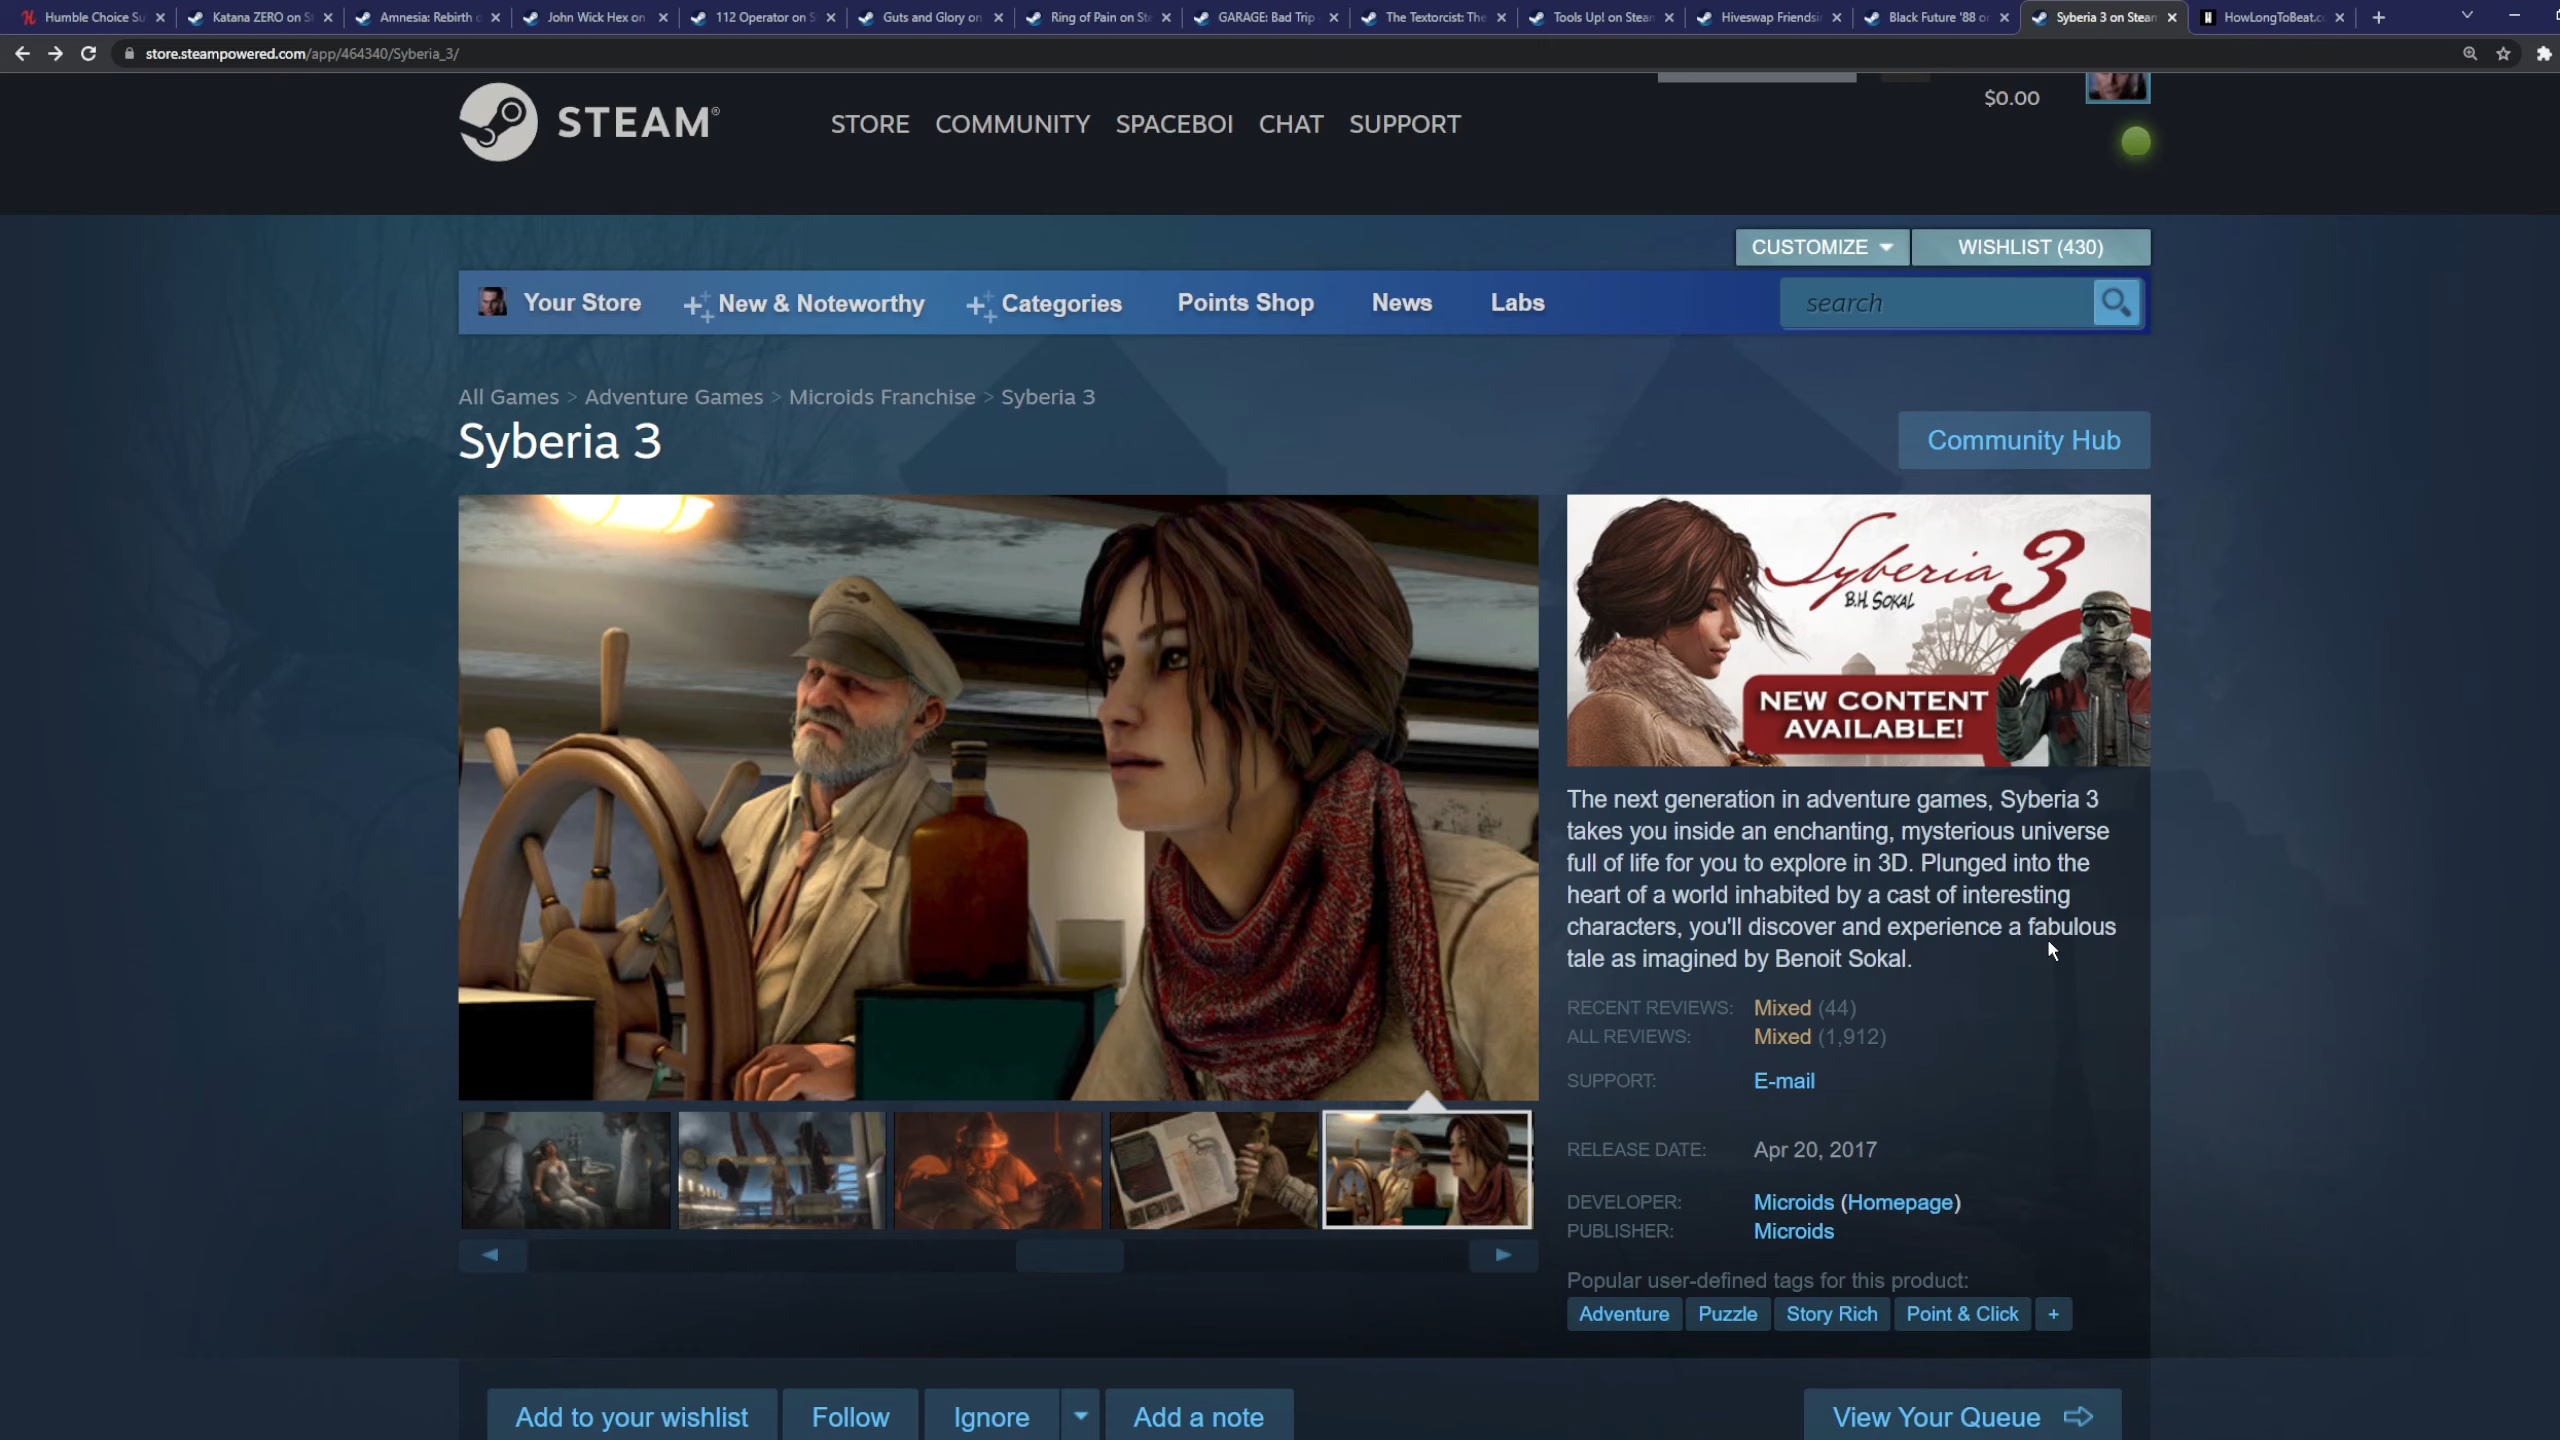 Humble Choice Su
Katana ZERO on S
Amnesia: Rebirth
John Wick Hex on
112 Operator on S
Guts and Glory on
Ring of Pain on Ste
GARAGE: Bad Trip
The Textorcist: The
Tools Up! on Stean
Hiveswap Friendsi
Black Future '88 o
Syberia 3 on Stean
HowLongToBeat.c
store.steampowered.com/app/464340/Syberia_3/
$0.00
STEAM®
STORE COMMUNITY SPACEBOI CHAT SUPPORT
CUSTOMIZE
WISHLIST (430)
Your Store
New & Noteworthy
Categories
Points Shop
News
Labs
search
All Games > Adventure Games > Microids Franchise > Syberia 3
Syberia 3
Community Hub
Syberia 3
B.H. SOKAL
NEW CONTENT
AVAILABLE!
The next generation in adventure games, Syberia 3
takes you inside an enchanting, mysterious universe
full of life for you to explore in 3D. Plunged into the
heart of a world inhabited by a cast of interesting
characters, you'll discover and experience a fabulous
tale as imagined by Benoit Sokal.
RECENT REVIEWS: Mixed (44)
ALL REVIEWS: Mixed (1,912)
SUPPORT: E-mail
RELEASE DATE: Apr 20, 2017
DEVELOPER: Microids (Homepage)
PUBLISHER: Microids
Popular user-defined tags for this product:
Adventure Puzzle Story Rich Point & Click +
Add to your wishlist
Follow
Ignore
Add a note
View Your Queue